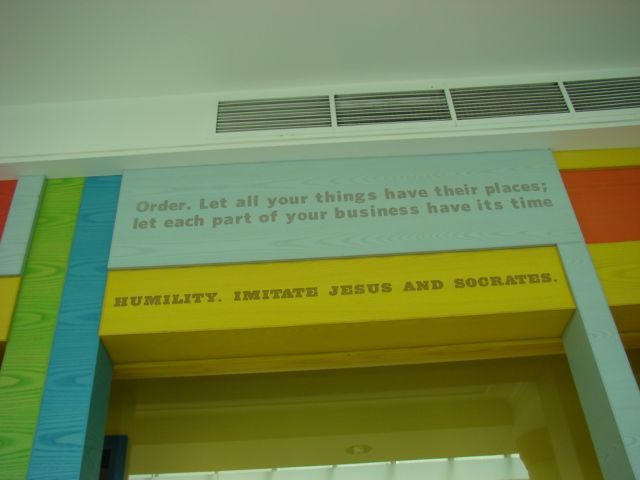 Order. Let all your things have their places;
let each part of your business have its time
HUMILITY. IMITATE JESUS AND SOCRATES.